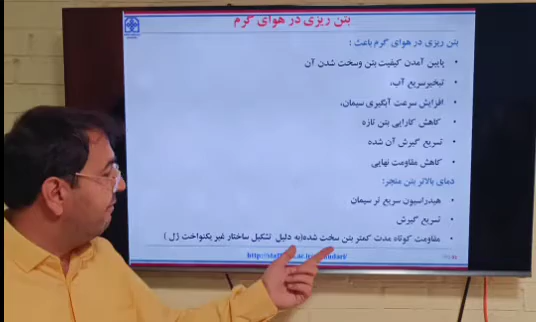 بتن ریزی در هوای گرم
بتن ریزی در هوای گرم باعث :
• پایین آمدن کیفیت بتن وسخت شدن آن
• تبخیرسریع آب،
• افزایش سرعت آبگیری سیمان،
• کاهش کارایی بتن تازه
• تسریع گیرش آن شده
• کاهش مقاومت نهایی
دمای بالاتر بتن منجر:
• هیدراسیون سریع تر سیمان
• تسریع گیرش
• مقاومت کوتاه مدت کمتر بتن سخت شده(به دلیل تشکیل ساختار غیر یکنواخت ژل )